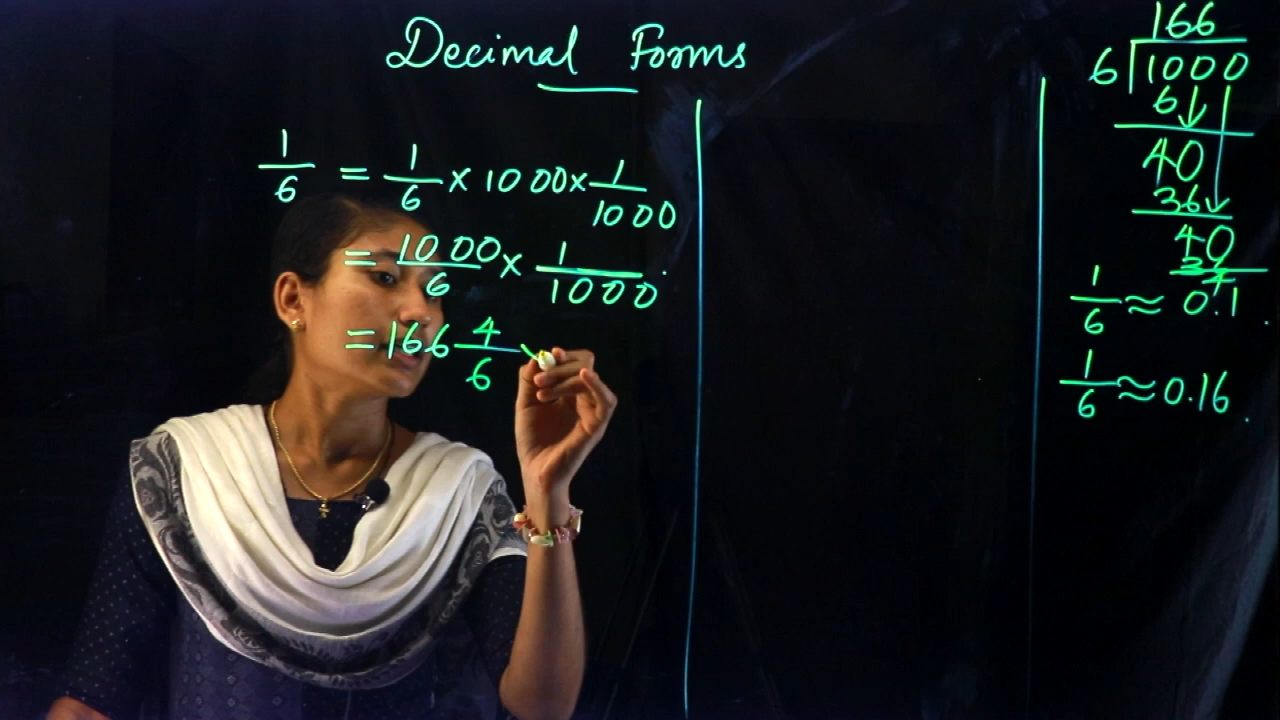 Decimal Forms
1/6 = 1/6 × 1000 × 1/1000
= 1000/6 × 1/1000
= 166 4/6 ×
166
6 | 1000
6
40
36
40
1/6 ≈ 0.1
1/6 ≈ 0.16